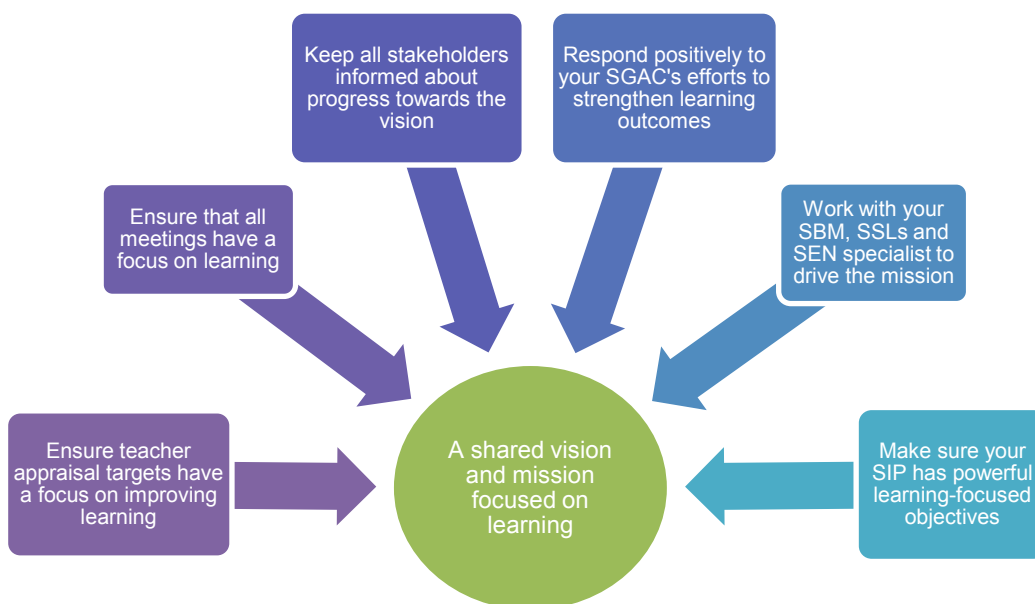 Keep all stakeholders
informed about
progress towards the
vision
Respond positively to
your SGAC's efforts to
strengthen learning
outcomes
Ensure that all
meetings have a
focus on learning
Work with your
SBM, SSLs and
SEN specialist to
drive the mission
Ensure teacher
appraisal targets have
a focus on improving
learning
A shared vision
and mission
focused on
learning
Make sure your
SIP has powerful
learning-focused
objectives